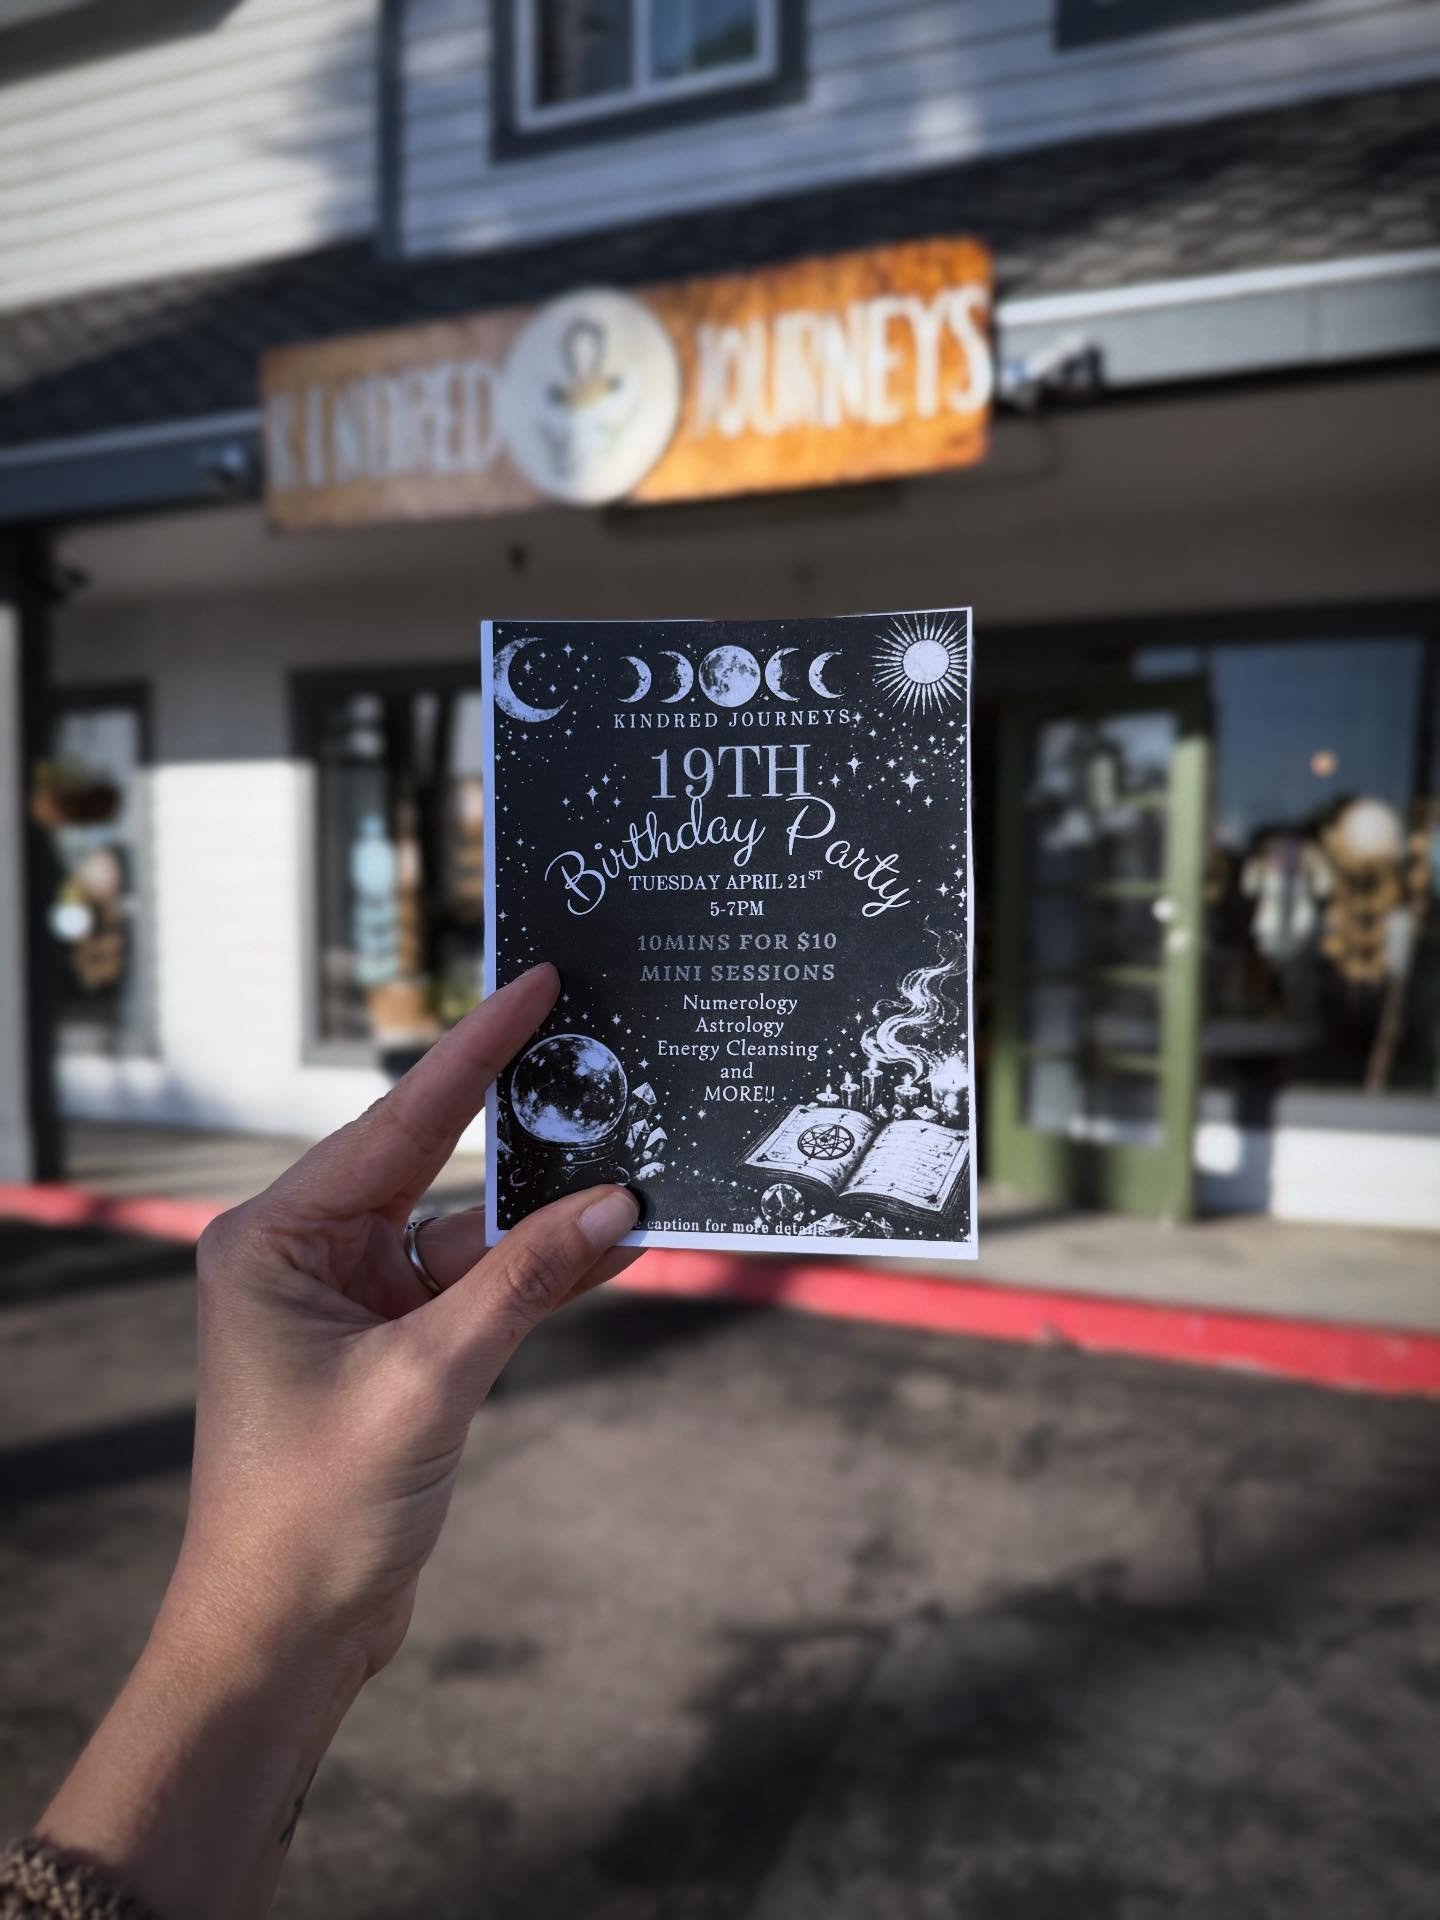 KINDRED JOURNEYS
KINDRED JOURNEYS
19TH
Birthday Party
TUESDAY APRIL 21ST
5-7PM
10MINS FOR $10
MINI SESSIONS
Numerology
Astrology
Energy Cleansing
and
MORE!!
caption for more details